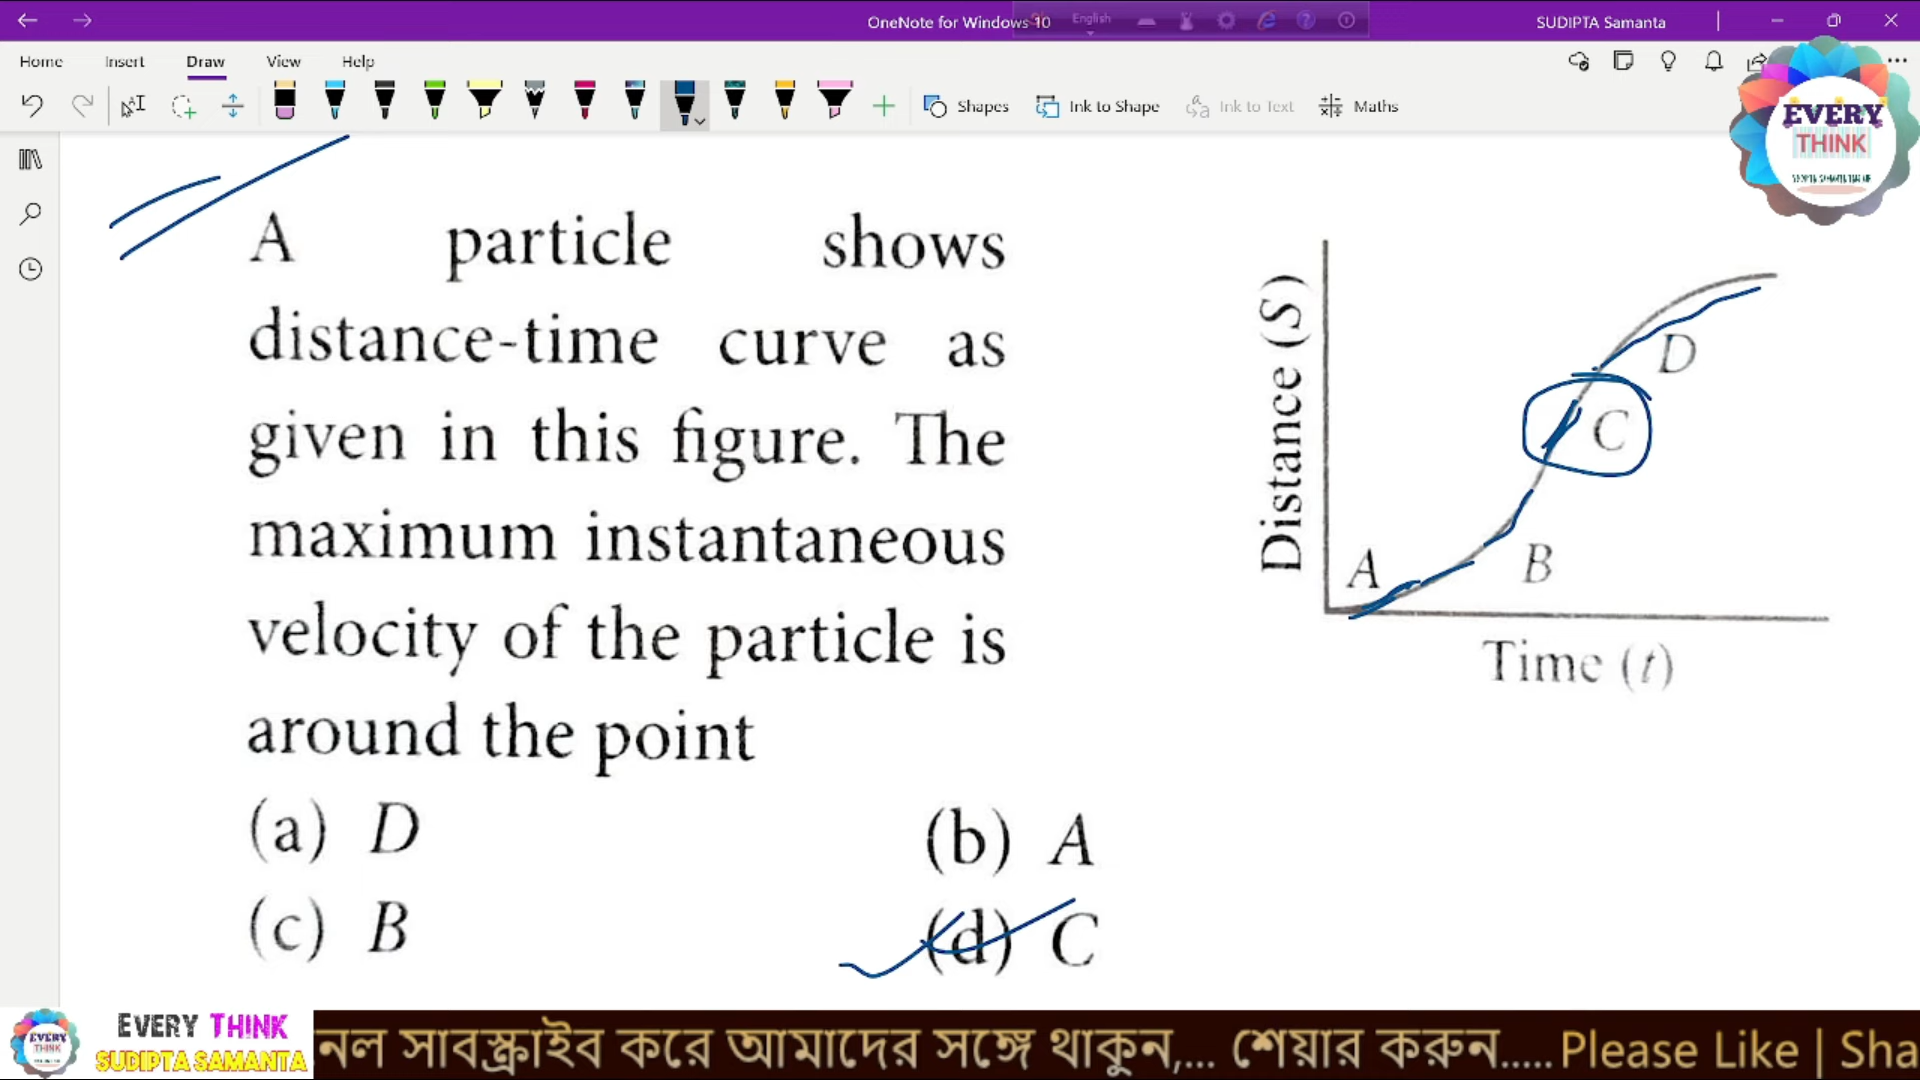 OneNote for Windows 10
English
SUDIPTA Samanta
Home Insert Draw View Help
Shapes Ink to Shape Ink to Text Maths
EVERY
THINK
A particle shows
distance-time curve as
given in this figure. The
maximum instantaneous
velocity of the particle is
around the point
(a) D (b) A
(c) B (d) C
Distance (S)
D
C
A
B
Time (t)
EVERY THINK
SUDIPTA SAMANTA
EVERY
THINK
নল সাবস্ক্রাইব করে আমাদের সঙ্গে থাকুন,... শেয়ার করুন..... Please Like | Sha